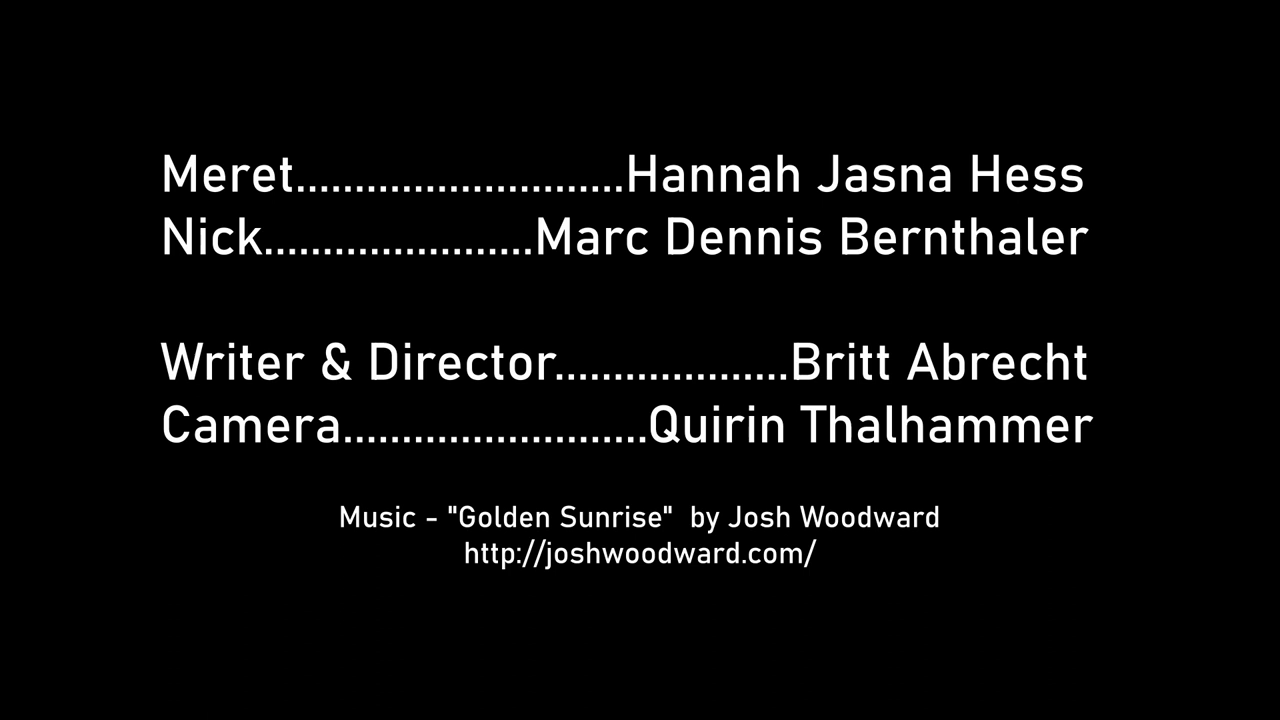 Meret............................Hannah Jasna Hess
Nick.......................Marc Dennis Bernthaler
Writer & Director....................Britt Abrecht
Camera..........................Quirin Thalhammer
Music - "Golden Sunrise"  by Josh Woodward
http://joshwoodward.com/